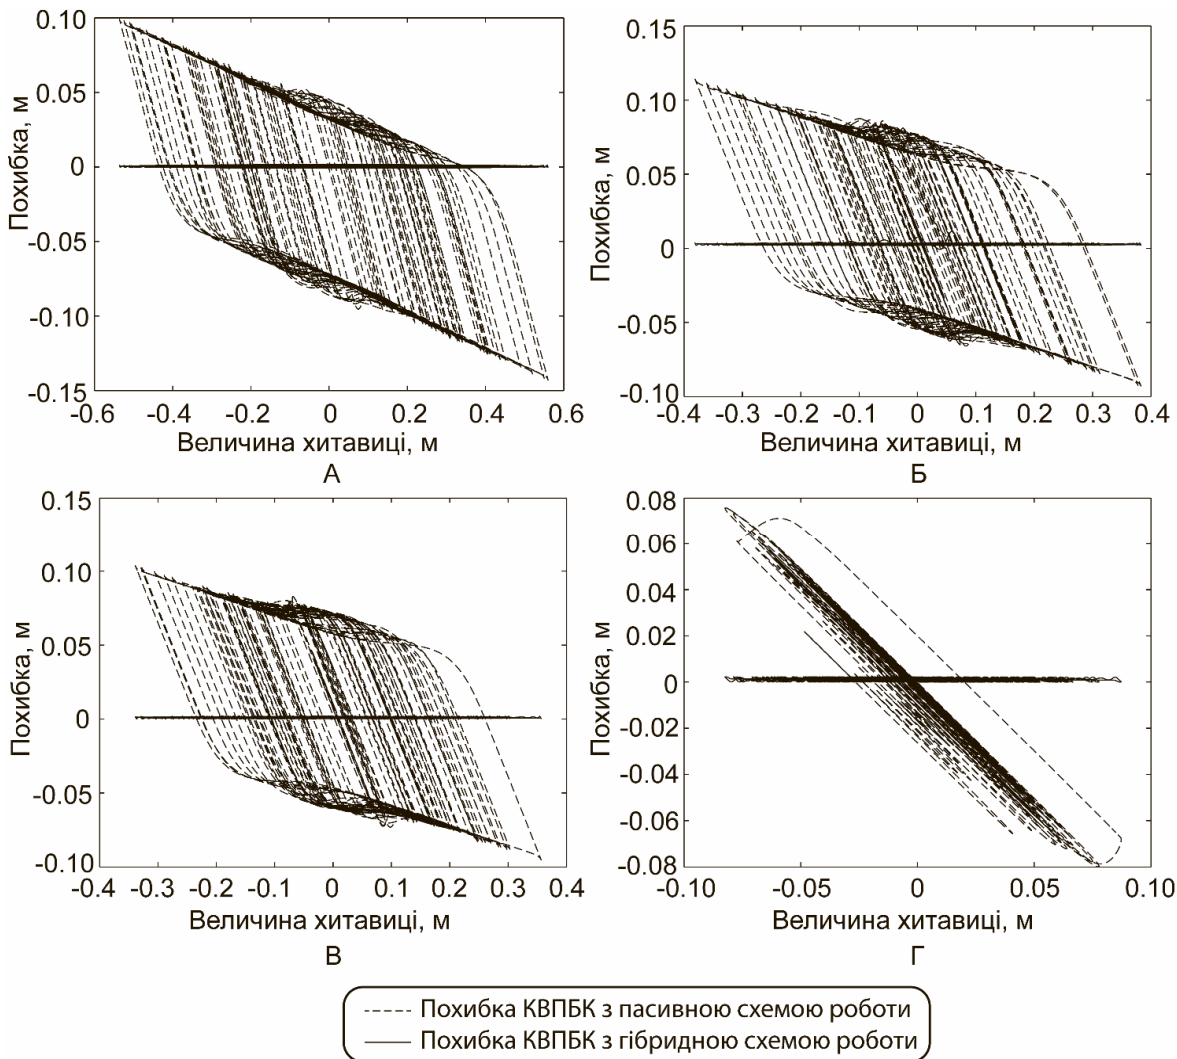 0.10
0.05
0
-0.05
-0.10
-0.15
Похибка, м
-0.6 -0.4 -0.2 0 0.2 0.4 0.6
Величина хитавиці, м
А
0.15
0.10
0.05
0
-0.05
-0.10
Похибка, м
-0.4 -0.3 -0.2 -0.1 0 0.1 0.2 0.3 0.4
Величина хитавиці, м
Б
0.15
0.10
0.05
0
-0.05
-0.10
Похибка, м
-0.4 -0.3 -0.2 -0.1 0 0.1 0.2 0.3 0.4
Величина хитавиці, м
В
0.08
0.06
0.04
0.02
0
-0.02
-0.04
-0.06
-0.08
Похибка, м
-0.10 -0.05 0 0.05 0.10
Величина хитавиці, м
Г
Похибка КВПБК з пасивною схемою роботи
Похибка КВПБК з гібридною схемою роботи